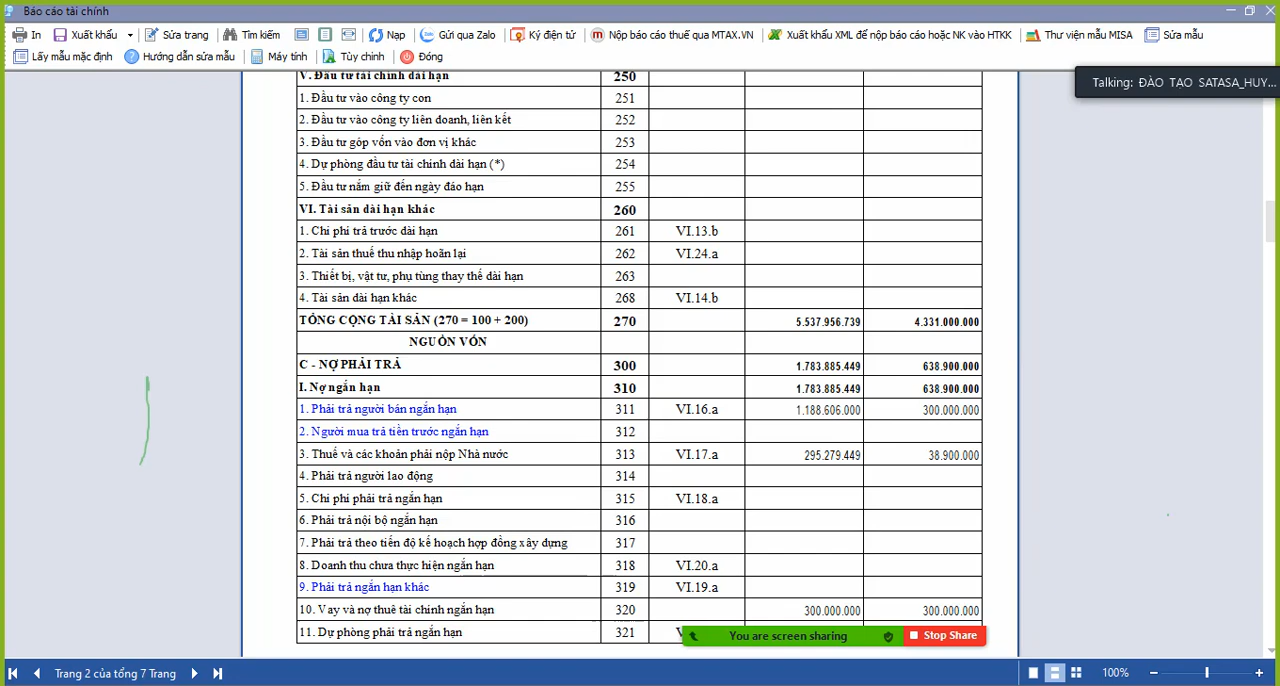 Báo cáo tài chính
In Xuất khẩu Sửa trang Tìm kiếm Nạp Gửi qua Zalo Ký điện tử Nộp báo cáo thuế qua MTAX.VN Xuất khẩu XML để nộp báo cáo hoặc NK vào HTKK Thư viện mẫu MISA Sửa mẫu
Lấy mẫu mặc định Hướng dẫn sửa mẫu Máy tính Tùy chỉnh Đóng
Talking: ĐÀO TẠO SATASA_HUY...
V. Đầu tư tài chính dài hạn 250
1. Đầu tư vào công ty con 251
2. Đầu tư vào công ty liên doanh, liên kết 252
3. Đầu tư góp vốn vào đơn vị khác 253
4. Dự phòng đầu tư tài chính dài hạn (*) 254
5. Đầu tư nắm giữ đến ngày đáo hạn 255
VI. Tài sản dài hạn khác 260
1. Chi phí trả trước dài hạn 261 VI.13.b
2. Tài sản thuế thu nhập hoãn lại 262 VI.24.a
3. Thiết bị, vật tư, phụ tùng thay thế dài hạn 263
4. Tài sản dài hạn khác 268 VI.14.b
TỔNG CỘNG TÀI SẢN (270 = 100 + 200) 270 5.537.956.739 4.331.000.000
NGUỒN VỐN
C - NỢ PHẢI TRẢ 300 1.783.885.449 638.900.000
I. Nợ ngắn hạn 310 1.783.885.449 638.900.000
1. Phải trả người bán ngắn hạn 311 VI.16.a 1.188.606.000 300.000.000
2. Người mua trả tiền trước ngắn hạn 312
3. Thuế và các khoản phải nộp Nhà nước 313 VI.17.a 295.279.449 38.900.000
4. Phải trả người lao động 314
5. Chi phí phải trả ngắn hạn 315 VI.18.a
6. Phải trả nội bộ ngắn hạn 316
7. Phải trả theo tiến độ kế hoạch hợp đồng xây dựng 317
8. Doanh thu chưa thực hiện ngắn hạn 318 VI.20.a
9. Phải trả ngắn hạn khác 319 VI.19.a
10. Vay và nợ thuê tài chính ngắn hạn 320 300.000.000 300.000.000
11. Dự phòng phải trả ngắn hạn 321
You are screen sharing Stop Share
Trang 2 của tổng 7 Trang 100%